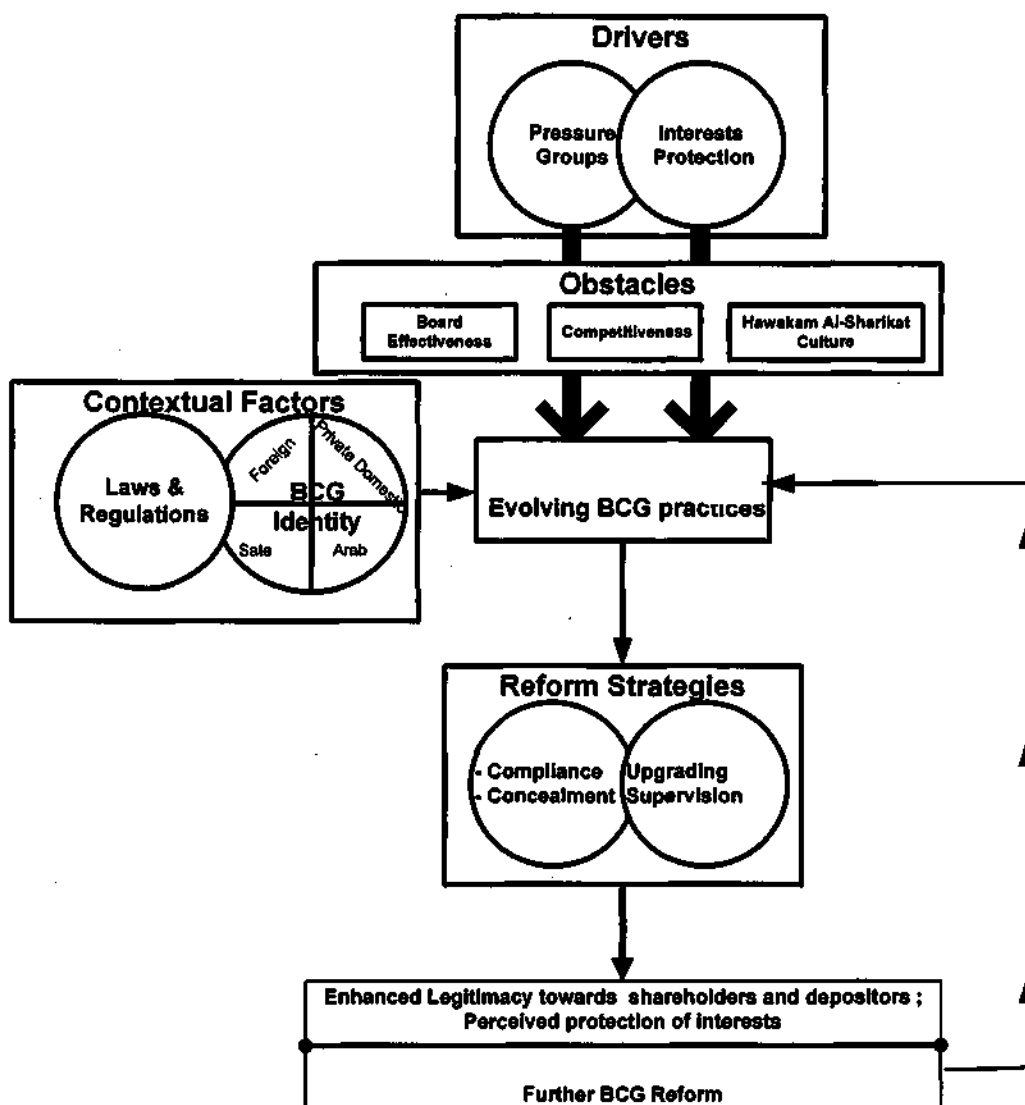 Drivers
Pressure
Groups
Interests
Protection
Obstacles
Board
Effectiveness
Competitiveness
Hawakam Al-Sharikat
Culture
Contextual Factors
Laws &
Regulations
Foreign
Private Domestic
BCG
Identity
Sate
Arab
Evolving BCG practices
Reform Strategies
- Compliance
- Concealment
Upgrading
Supervision
Enhanced Legitimacy towards shareholders and depositors ;
Perceived protection of interests
Further BCG Reform